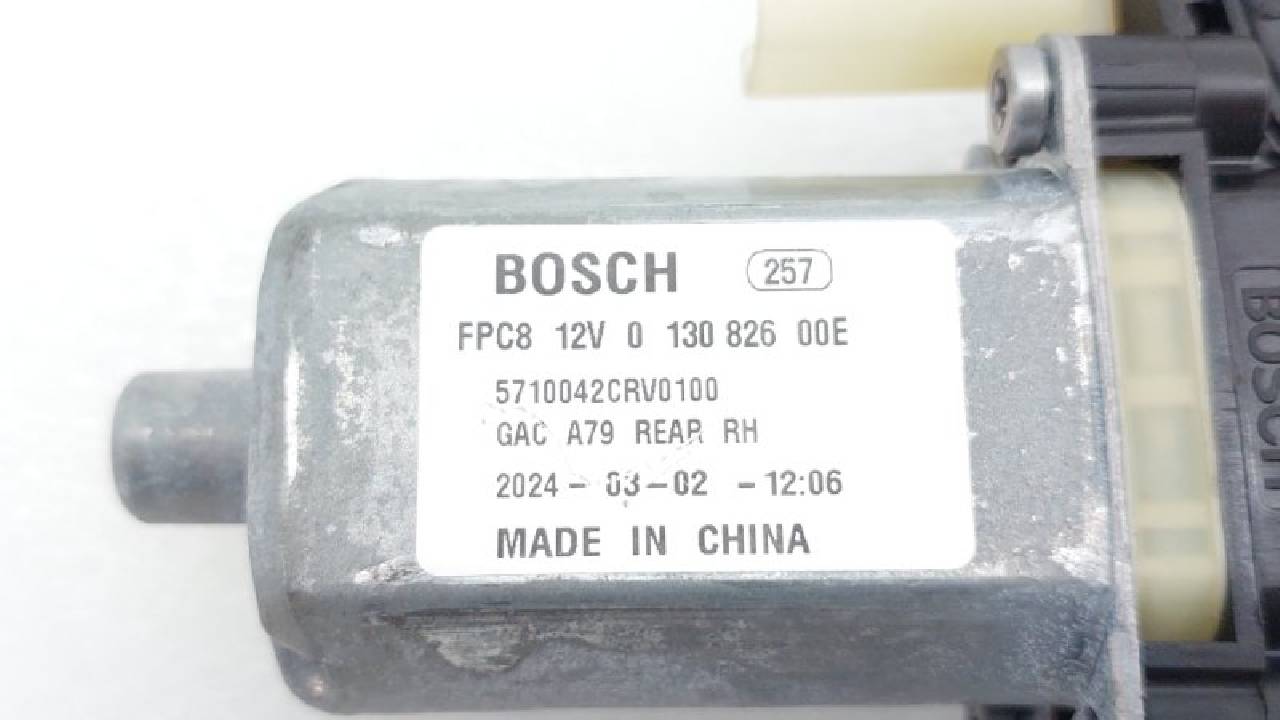 BOSCH 257
FPC8 12V 0 130 826 00E
5710042CRV0100
GAC A79 REAR RH
2024-03-02 -12:06
MADE IN CHINA
BOSCH